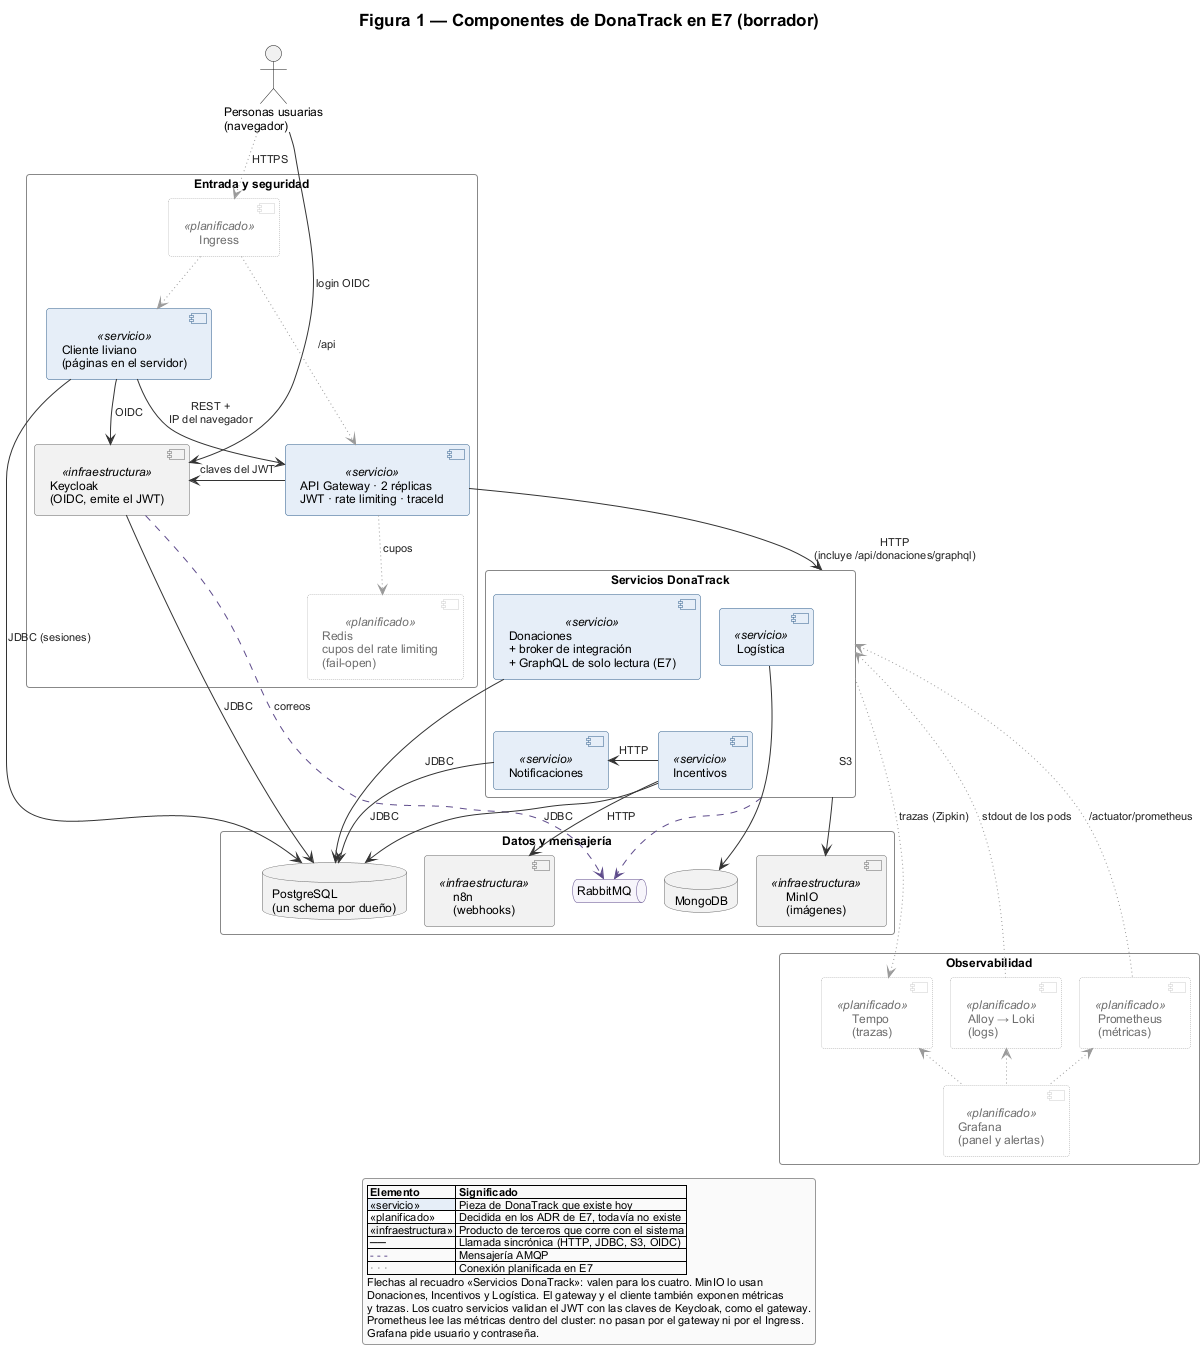 Figura 1 — Componentes de DonaTrack en E7 (borrador)
Personas usuarias
(navegador)
HTTPS
Entrada y seguridad
«planificado»
Ingress
login OIDC
«servicio»
Cliente liviano
(páginas en el servidor)
/api
OIDC
REST +
IP del navegador
«infraestructura»
Keycloak
(OIDC, emite el JWT)
claves del JWT
«servicio»
API Gateway · 2 réplicas
JWT · rate limiting · traceId
cupos
HTTP
(incluye /api/donaciones/graphql)
«planificado»
Redis
cupos del rate limiting
(fail-open)
JDBC (sesiones)
JDBC
correos
Servicios DonaTrack
«servicio»
Donaciones
+ broker de integración
+ GraphQL de solo lectura (E7)
«servicio»
Logística
«servicio»
Notificaciones
HTTP
«servicio»
Incentivos
JDBC
S3
JDBC
JDBC
HTTP
trazas (Zipkin)
stdout de los pods
/actuator/prometheus
Datos y mensajería
PostgreSQL
(un schema por dueño)
«infraestructura»
n8n
(webhooks)
RabbitMQ
MongoDB
«infraestructura»
MinIO
(imágenes)
Observabilidad
«planificado»
Tempo
(trazas)
«planificado»
Alloy → Loki
(logs)
«planificado»
Prometheus
(métricas)
«planificado»
Grafana
(panel y alertas)
Elemento Significado
«servicio» Pieza de DonaTrack que existe hoy
«planificado» Decidida en los ADR de E7, todavía no existe
«infraestructura» Producto de terceros que corre con el sistema
—— Llamada sincrónica (HTTP, JDBC, S3, OIDC)
- - - Mensajería AMQP
· · · Conexión planificada en E7
Flechas al recuadro «Servicios DonaTrack»: valen para los cuatro. MinIO lo usan
Donaciones, Incentivos y Logística. El gateway y el cliente también exponen métricas
y trazas. Los cuatro servicios validan el JWT con las claves de Keycloak, como el gateway.
Prometheus lee las métricas dentro del cluster: no pasan por el gateway ni por el Ingress.
Grafana pide usuario y contraseña.